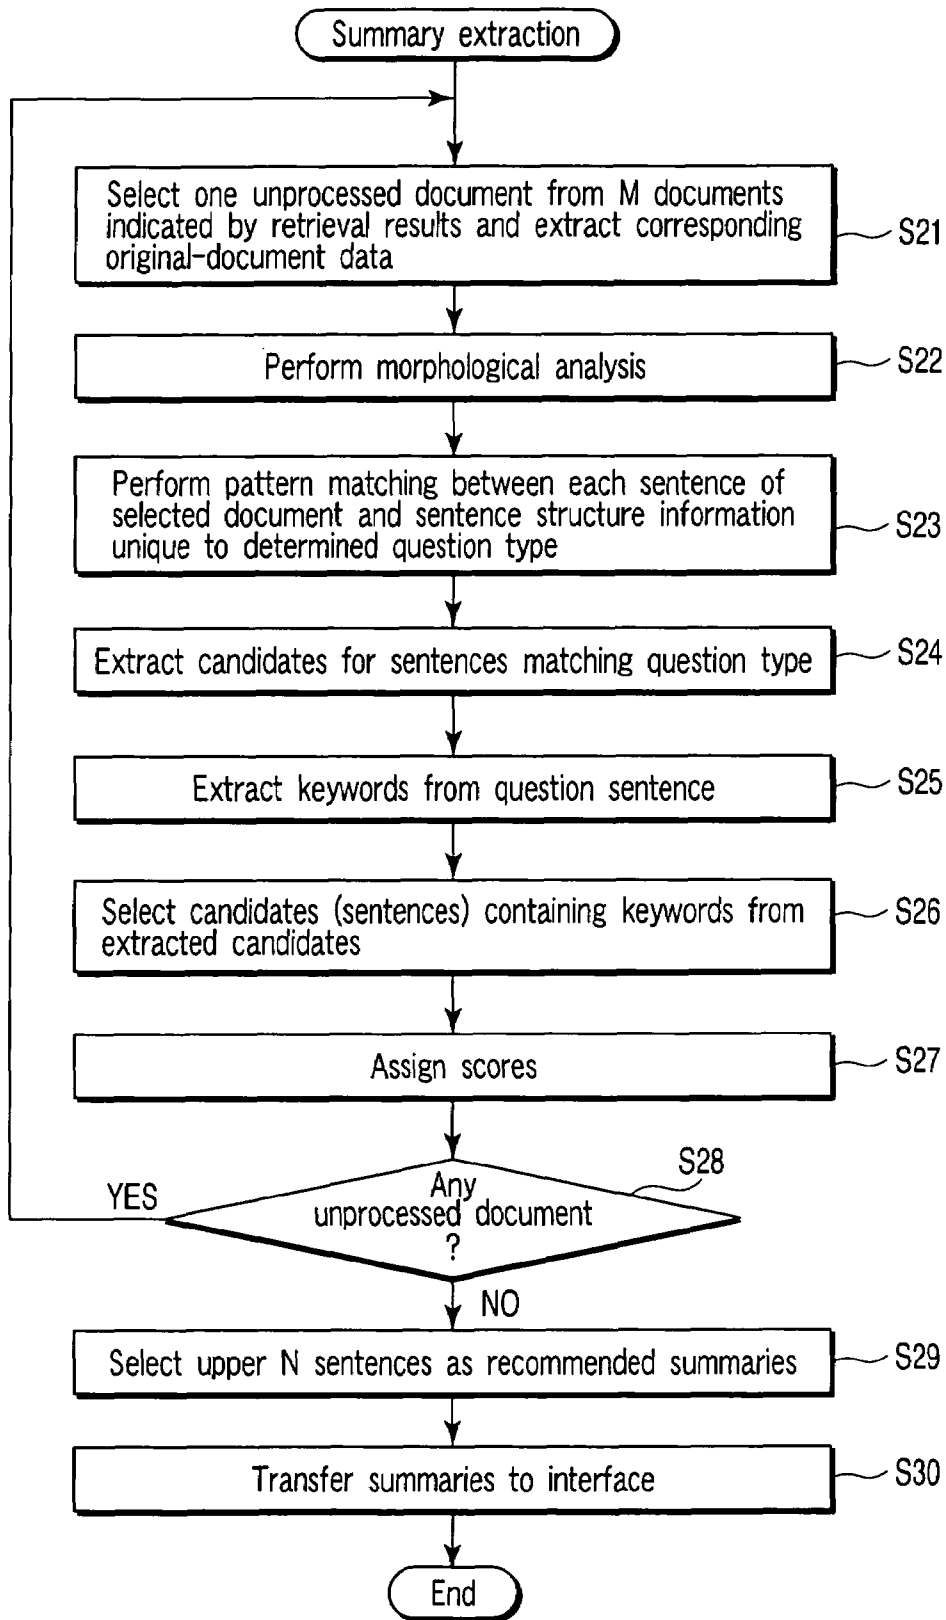 Summary extraction
Select one unprocessed document from M documents
indicated by retrieval results and extract corresponding
original-document data
S21
Perform morphological analysis
S22
Perform pattern matching between each sentence of
selected document and sentence structure information
unique to determined question type
S23
Extract candidates for sentences matching question type
S24
Extract keywords from question sentence
S25
Select candidates (sentences) containing keywords from
extracted candidates
S26
Assign scores
S27
S28
YES
Any
unprocessed document
?
NO
Select upper N sentences as recommended summaries
S29
Transfer summaries to interface
S30
End